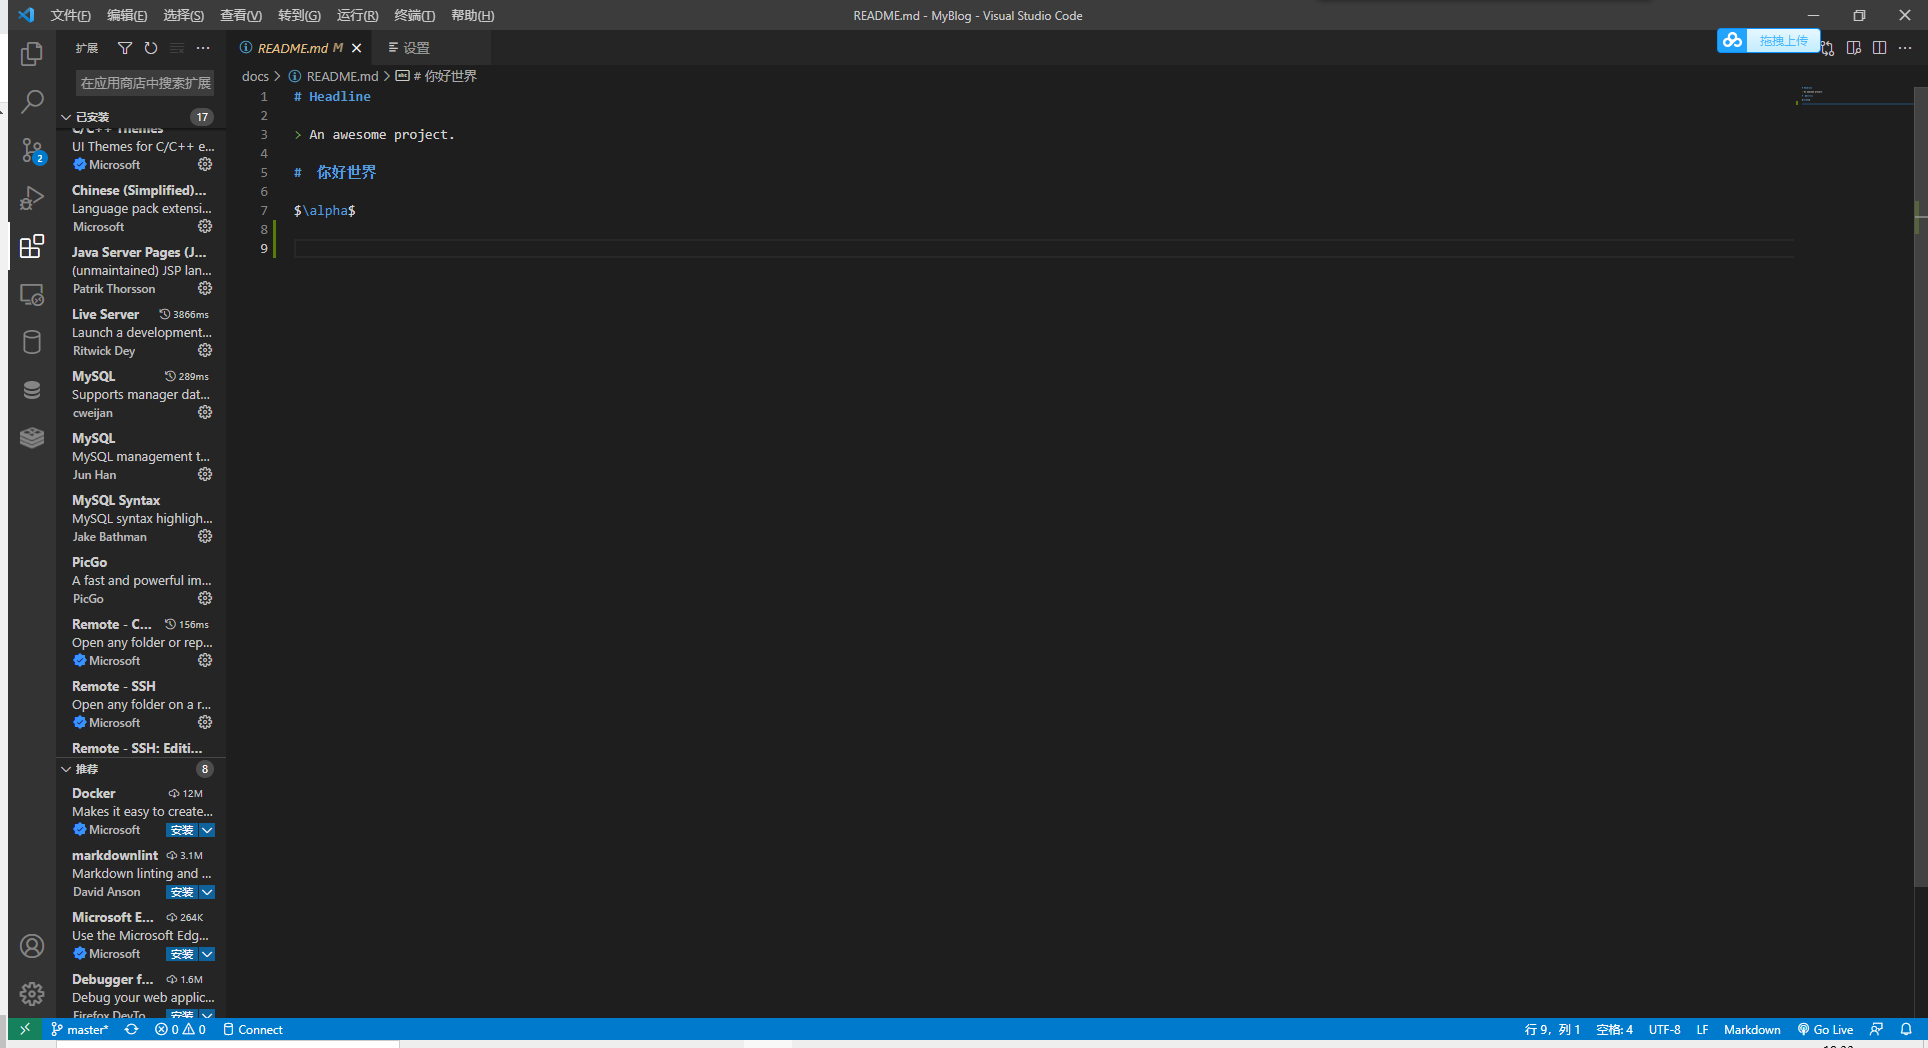 文件(F) 编辑(E) 选择(S) 查看(V) 转到(G) 运行(R) 终端(T) 帮助(H)
README.md - MyBlog - Visual Studio Code
扩展
README.md M
设置
拖拽上传
在应用商店中搜索扩展
docs > README.md > # 你好世界
已安装 17
C/C++ Themes
UI Themes for C/C++ e...
Microsoft
Chinese (Simplified)...
Language pack extensi...
Microsoft
Java Server Pages (J...
(unmaintained) JSP lan...
Patrik Thorsson
Live Server 3866ms
Launch a development...
Ritwick Dey
MySQL 289ms
Supports manager dat...
cweijan
MySQL
MySQL management t...
Jun Han
MySQL Syntax
MySQL syntax highligh...
Jake Bathman
PicGo
A fast and powerful im...
PicGo
Remote - C... 156ms
Open any folder or rep...
Microsoft
Remote - SSH
Open any folder on a r...
Microsoft
Remote - SSH: Editi...
推荐 8
Docker 12M
Makes it easy to create...
Microsoft 安装
markdownlint 3.1M
Markdown linting and ...
David Anson 安装
Microsoft E... 264K
Use the Microsoft Edg...
Microsoft 安装
Debugger f... 1.6M
Debug your web applic...
Firefox DevTo... 安装
2
1 # Headline
2
3 > An awesome project.
4
5 # 你好世界
6
7 $\alpha$
8
9
master* 0 0 Connect
行 9，列 1 空格: 4 UTF-8 LF Markdown Go Live